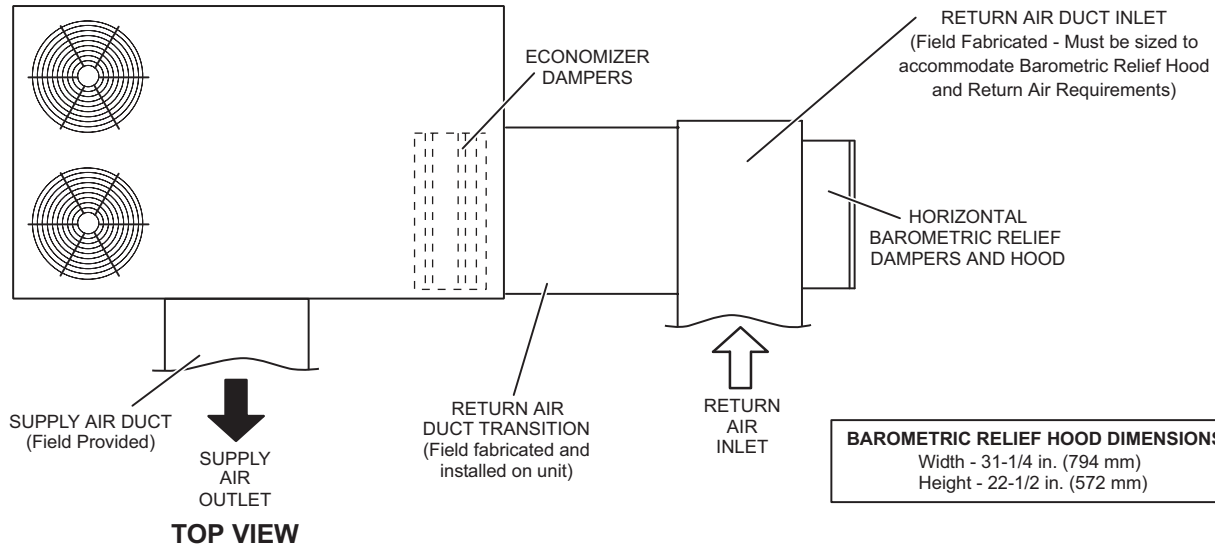 RETURN AIR DUCT INLET
(Field Fabricated - Must be sized to
accommodate Barometric Relief Hood
and Return Air Requirements)
ECONOMIZER
DAMPERS
HORIZONTAL
BAROMETRIC RELIEF
DAMPERS AND HOOD
SUPPLY AIR DUCT
(Field Provided)
SUPPLY
AIR
OUTLET
RETURN AIR
DUCT TRANSITION
(Field fabricated and
installed on unit)
RETURN
AIR
INLET
BAROMETRIC RELIEF HOOD DIMENSIONS
Width - 31-1/4 in. (794 mm)
Height - 22-1/2 in. (572 mm)
TOP VIEW